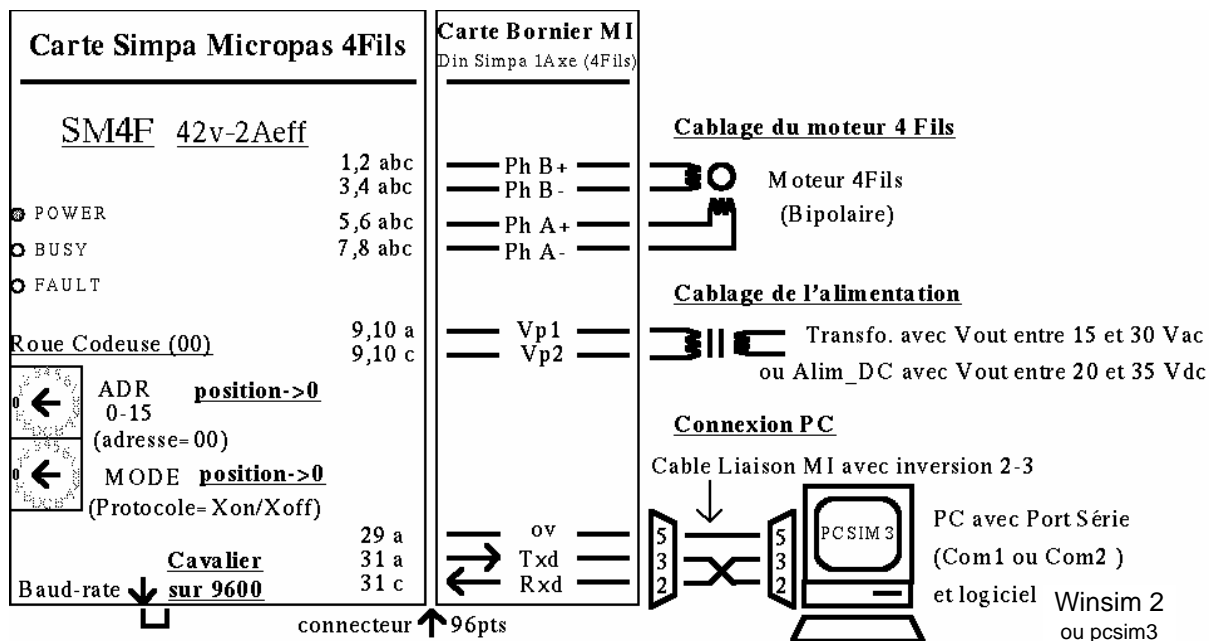 Carte Simpa Micropas 4Fils
SM4F 42v-2Aeff
1,2 abc
3,4 abc
5,6 abc
7,8 abc
POWER
BUSY
FAULT
9,10 a
9,10 c
Roue Codeuse (00)
ADR position->0
0-15
(adresse=00)
MODE position->0
(Protocole=Xon/Xoff)
29 a
31 a
31 c
Cavalier
Baud-rate sur 9600
connecteur 96pts
Carte Bornier MI
Din Simpa 1Axe (4Fils)
Ph B+
Ph B-
Ph A+
Ph A-
Vp1
Vp2
0v
Txd
Rxd
Cablage du moteur 4 Fils
Moteur 4Fils
(Bipolaire)
Cablage de l'alimentation
Transfo. avec Vout entre 15 et 30 Vac
ou Alim_DC avec Vout entre 20 et 35 Vdc
Connexion PC
Cable Liaison MI avec inversion 2-3
5 5
3 3
2 2
PCSIM3
PC avec Port Série
(Com1 ou Com2 )
et logiciel Winsim 2
ou pcsim3